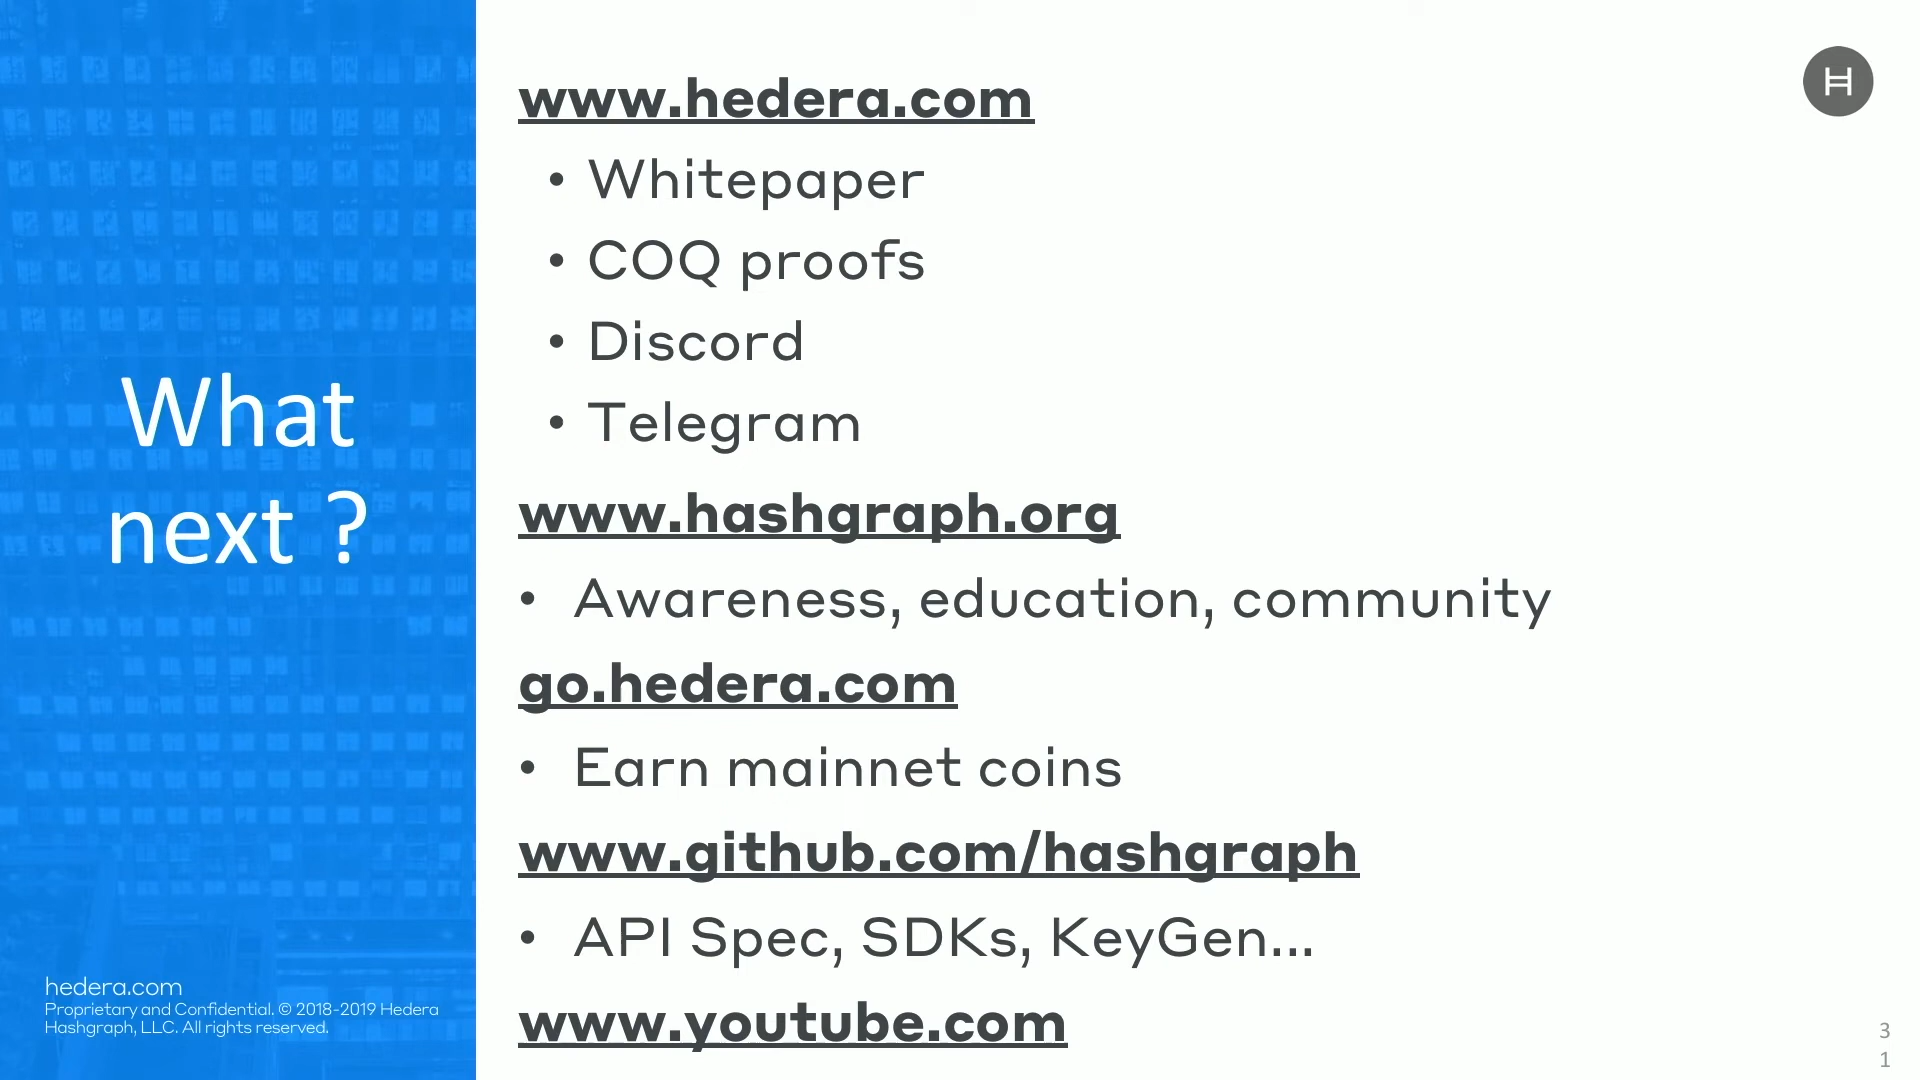 What
next ?
www.hedera.com
• Whitepaper
• COQ proofs
• Discord
• Telegram
www.hashgraph.org
• Awareness, education, community
go.hedera.com
• Earn mainnet coins
www.github.com/hashgraph
• API Spec, SDKs, KeyGen...
www.youtube.com
hedera.com
Proprietary and Confidential. © 2018-2019 Hedera
Hashgraph, LLC. All rights reserved.
H
3
1